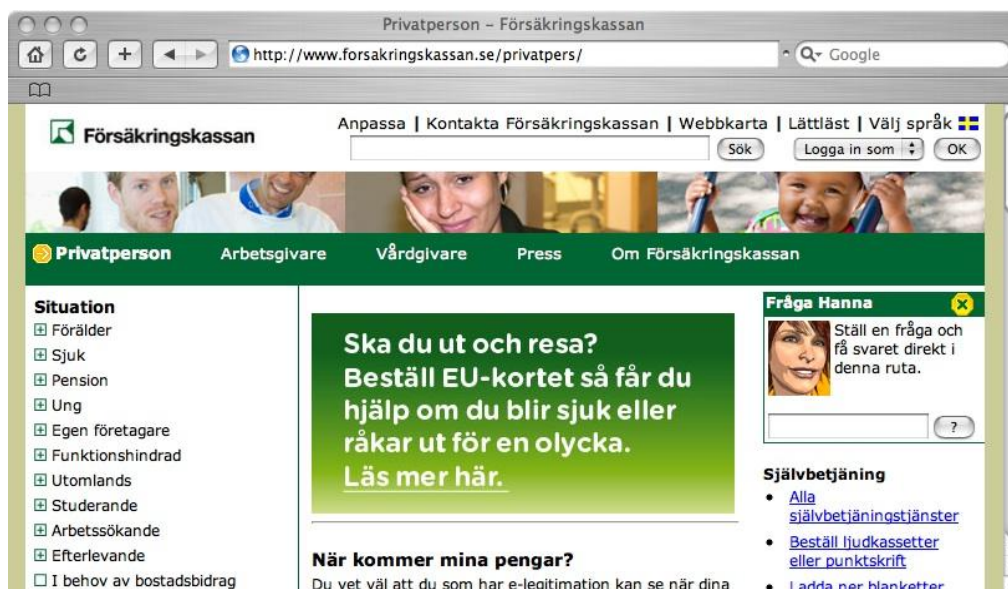 Privatperson – Försäkringskassan
http://www.forsakringskassan.se/privatpers/
Google
Försäkringskassan
Anpassa | Kontakta Försäkringskassan | Webbkarta | Lättläst | Välj språk
Sök
Logga in som
OK
Privatperson
Arbetsgivare
Vårdgivare
Press
Om Försäkringskassan
Situation
Förälder
Sjuk
Pension
Ung
Egen företagare
Funktionshindrad
Utomlands
Studerande
Arbetssökande
Efterlevande
I behov av bostadsbidrag
Ska du ut och resa?
Beställ EU-kortet så får du
hjälp om du blir sjuk eller
råkar ut för en olycka.
Läs mer här.
När kommer mina pengar?
Du vet väl att du som har e-legitimation kan se när dina
Fråga Hanna
Ställ en fråga och
få svaret direkt i
denna ruta.
?
Självbetjäning
Alla
självbetjäningstjänster
Beställ ljudkassetter
eller punktskrift
Ladda ner blanketter